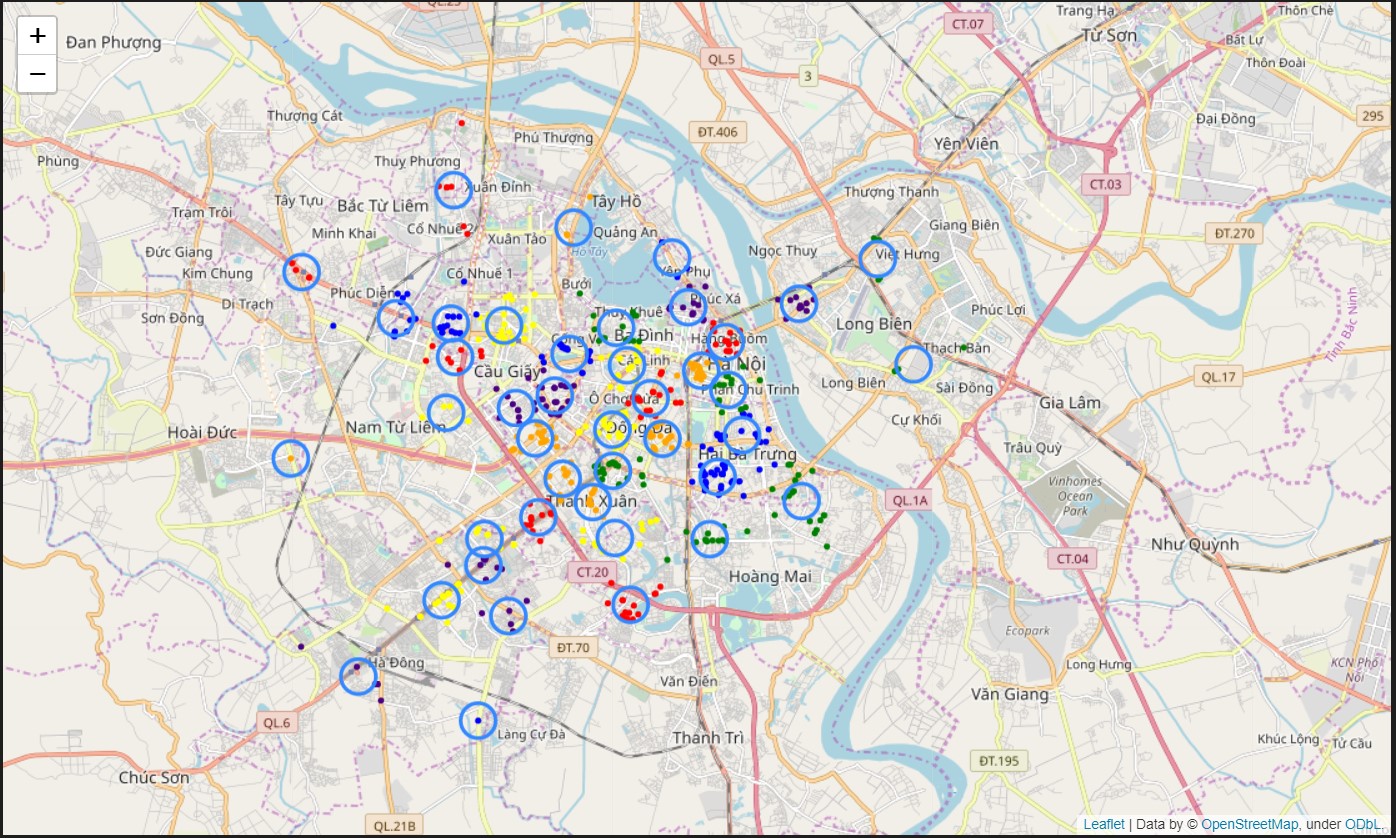 QL.23
Trang Hạ
Thôn Chè
+
CT.07
Từ Sơn
Đan Phượng
Bất Lự
QL.5
Thôn Đoài
−
3
Thượng Cát
295
Đại Đồng
ĐT.406
Phú Thượng
Yên Viên
Phùng
Thuỵ Phương
CT.03
Xuân Đỉnh
Thượng Thanh
Tây Tựu
Tây Hồ
Bắc Từ Liêm
Trạm Trôi
Giang Biên
Cổ Nhuế 2
Minh Khai
Quảng An
ĐT.270
Xuân Tảo
Đức Giang
Hồ Tây
Ngọc Thuỵ
Việt Hưng
Kim Chung
Cổ Nhuế 1
Yên Phụ
Bưởi
Phúc Diễn
Phúc Xá
Di Trạch
Thụy Khuê
Phúc Lợi
Sơn Đồng
Long Biên
Tỉnh Bắc Ninh
Ba Đình
Hàng Buồm
Thạch Bàn
Cát Linh
Hà Nội
Cầu Giấy
QL.17
Long Biên
Sài Đồng
Phan Chu Trinh
Ô Chợ Dừa
Gia Lâm
Cự Khối
Nam Từ Liêm
Đống Đa
Hoài Đức
Trâu Quỳ
Hai Bà Trưng
Vinhomes
Ocean
Park
QL.1A
Thanh Xuân
Như Quỳnh
CT.04
CT.20
Hoàng Mai
Ecopark
ĐT.70
Hà Đông
Long Hưng
KCN Phố
Nối
Văn Điển
Văn Giang
QL.6
Làng Cự Đà
Thanh Trì
Khúc Lộng
Từ Cầu
ĐT.195
Chúc Sơn
QL.21B
Leaflet | Data by © OpenStreetMap, under ODbL.